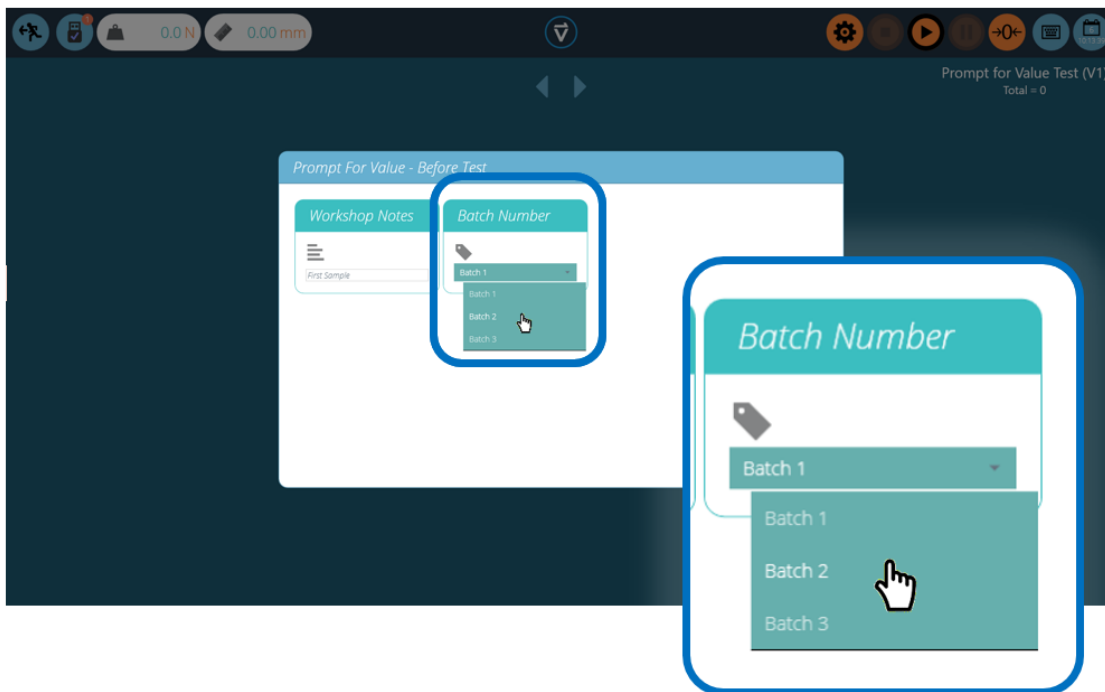 0.0 N
0.00 mm
→0←
Prompt for Value Test (V1)
Total = 0
Prompt For Value - Before Test
Workshop Notes
First Sample
Batch Number
Batch 1
Batch 1
Batch 2
Batch 3
Batch Number
Batch 1
Batch 1
Batch 2
Batch 3